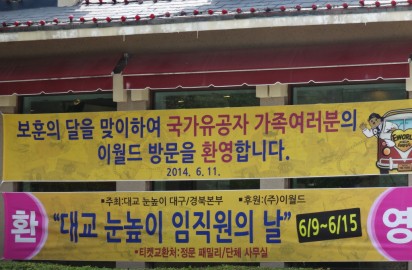 보훈의 달을 맞이하여 국가유공자 가족여러분의
이월드 방문을 환영합니다.
2014. 6. 11.
EWORLD
•주최:대교 눈높이 대구/경북본부 •후원:(주)이월드
환 “대교 눈높이 임직원의 날” 6/9~6/15 영
•티켓교환처:정문 패밀리/단체 사무실